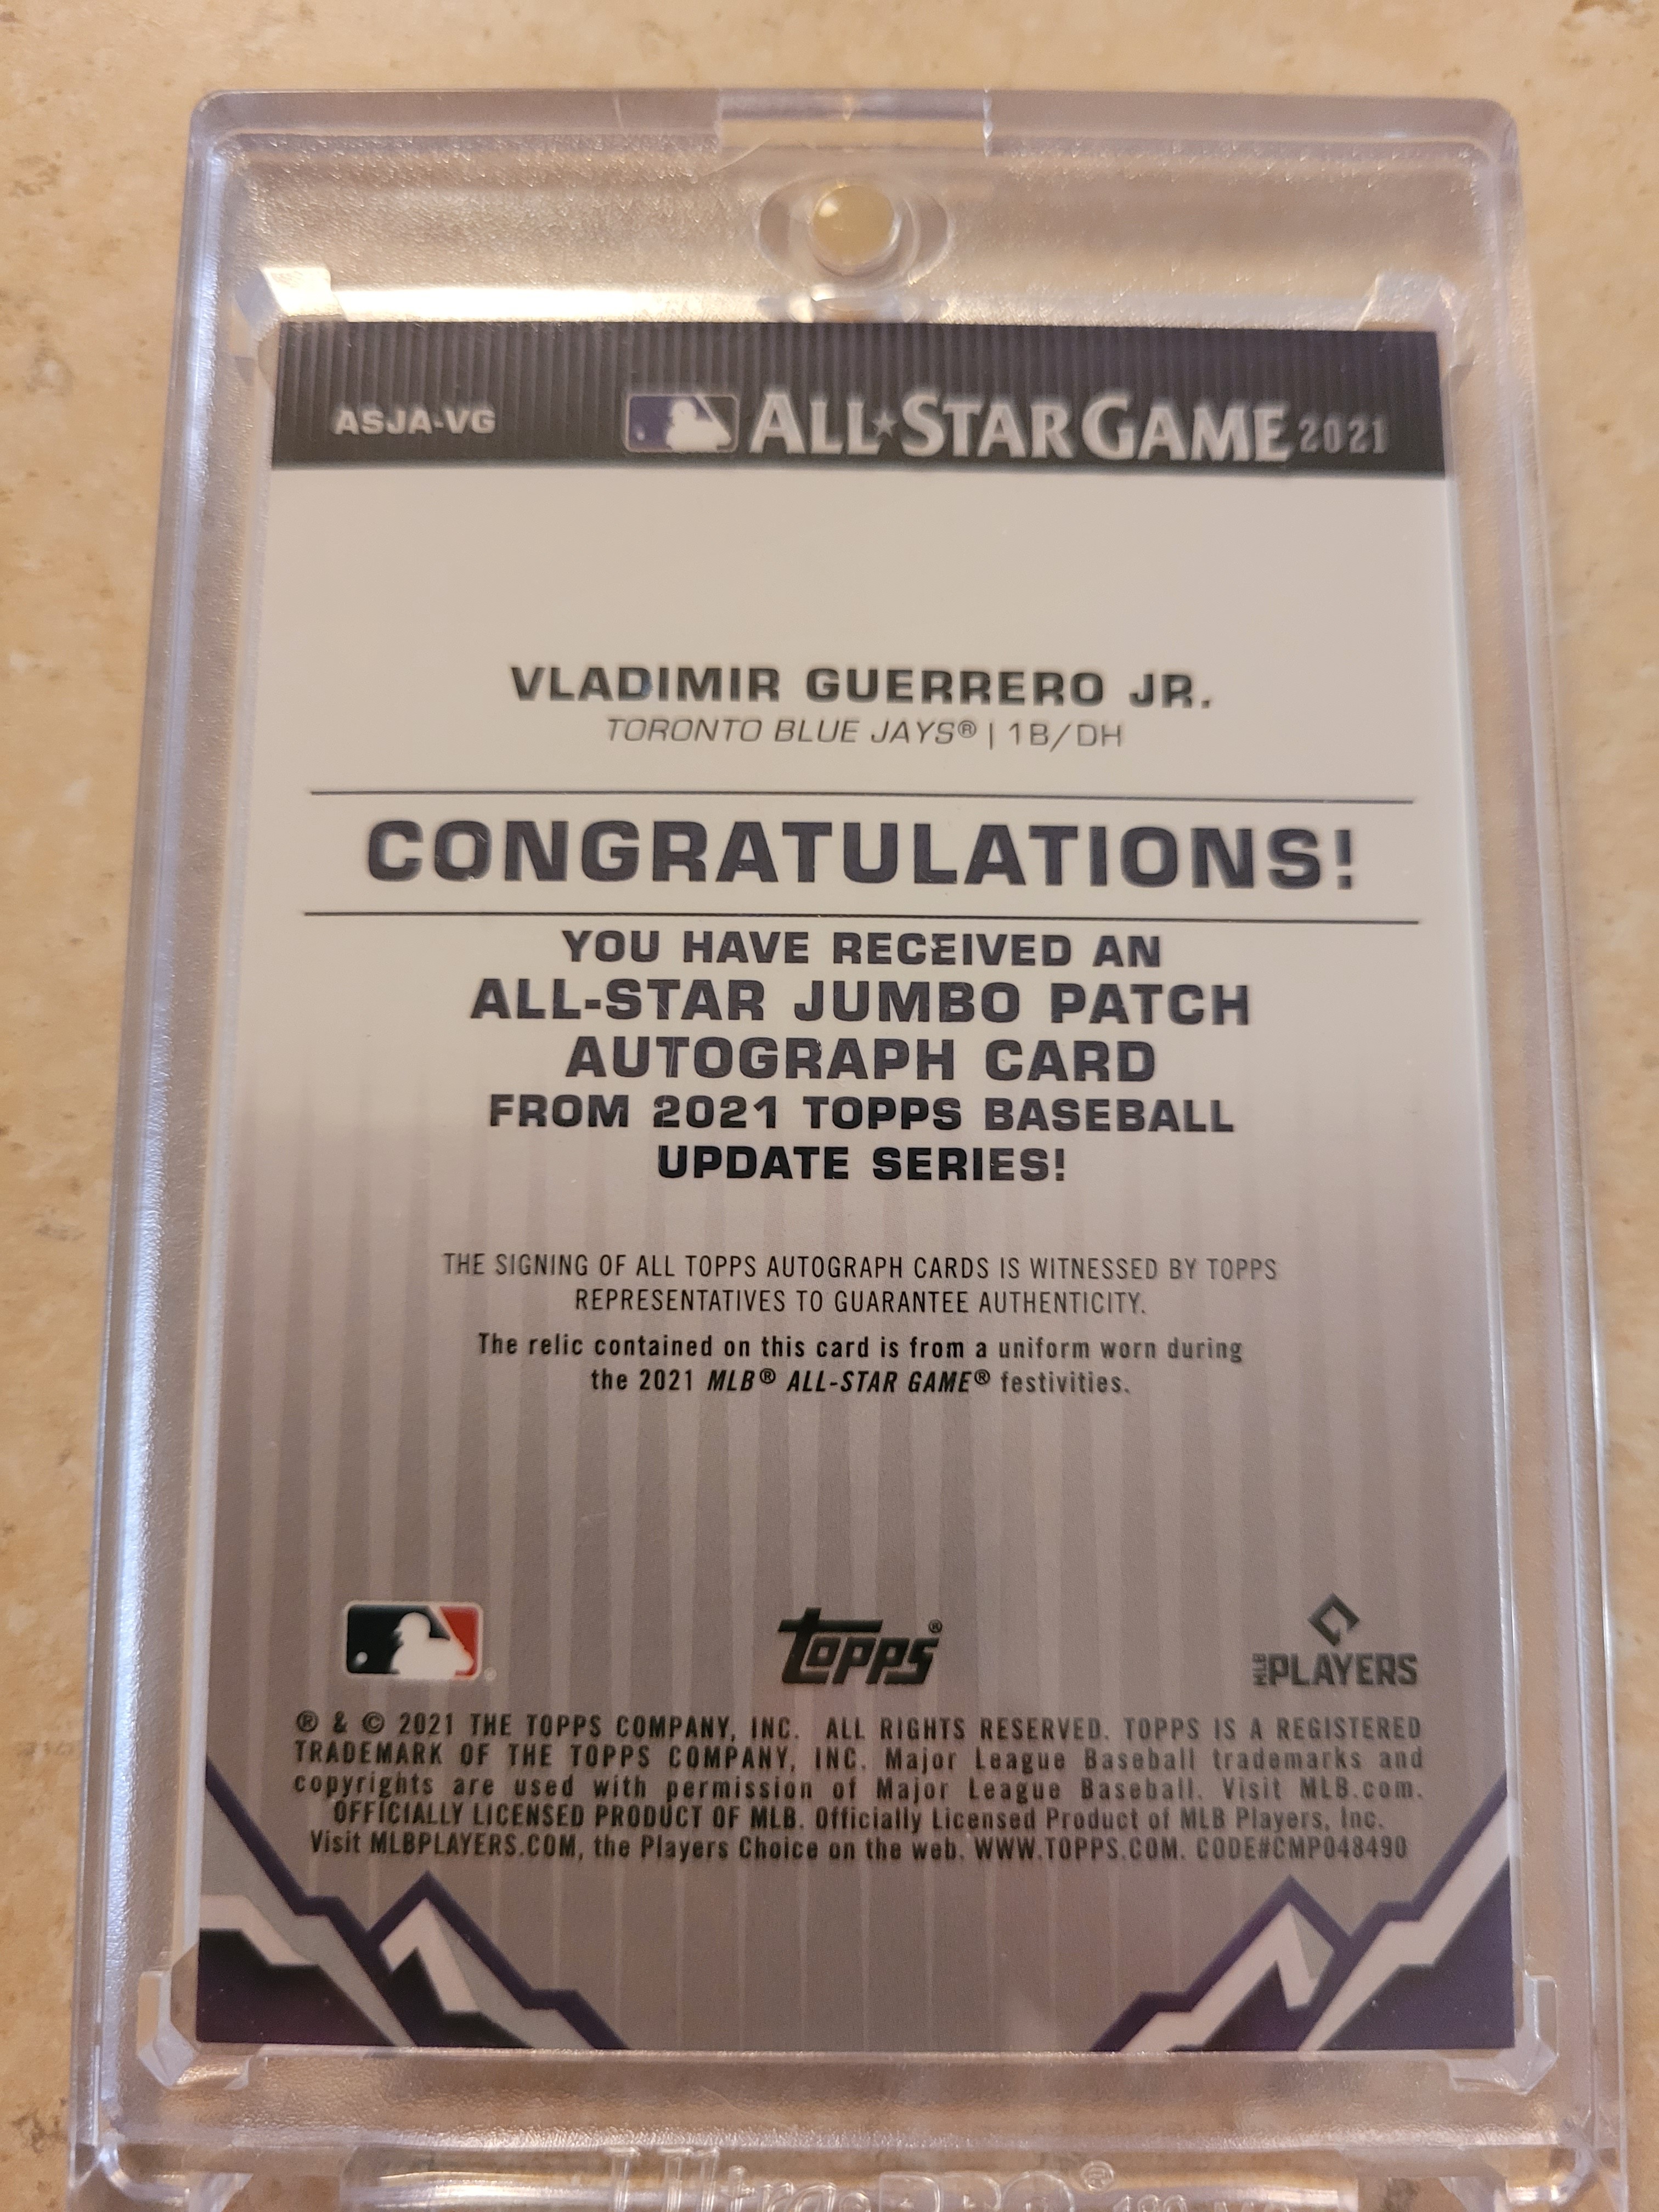 ASJA-VG ALL★STAR GAME 2021
VLADIMIR GUERRERO JR.
TORONTO BLUE JAYS® | 1B/DH
CONGRATULATIONS!
YOU HAVE RECEIVED AN
ALL-STAR JUMBO PATCH
AUTOGRAPH CARD
FROM 2021 TOPPS BASEBALL
UPDATE SERIES!
THE SIGNING OF ALL TOPPS AUTOGRAPH CARDS IS WITNESSED BY TOPPS
REPRESENTATIVES TO GUARANTEE AUTHENTICITY.
The relic contained on this card is from a uniform worn during
the 2021 MLB® ALL-STAR GAME® festivities.
topps® MLB PLAYERS
® & © 2021 THE TOPPS COMPANY, INC. ALL RIGHTS RESERVED. TOPPS IS A REGISTERED
TRADEMARK OF THE TOPPS COMPANY, INC. Major League Baseball trademarks and
copyrights are used with permission of Major League Baseball. Visit MLB.com.
OFFICIALLY LICENSED PRODUCT OF MLB. Officially Licensed Product of MLB Players, Inc.
Visit MLBPLAYERS.COM, the Players Choice on the web. WWW.TOPPS.COM. CODE#CMP048490
Ultra PRO®